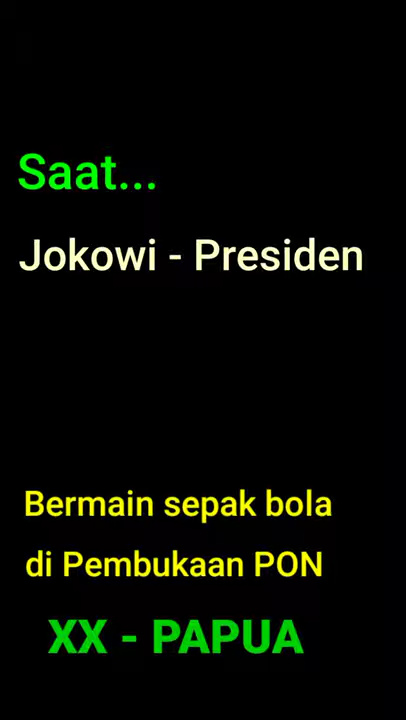 Saat...
Jokowi - Presiden
Bermain sepak bola
di Pembukaan PON
XX - PAPUA